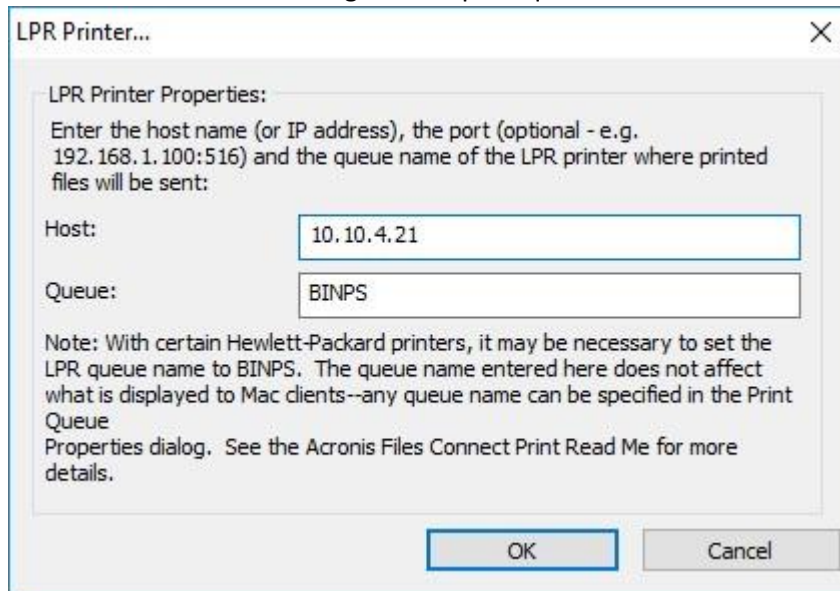 LPR Printer...
LPR Printer Properties:
Enter the host name (or IP address), the port (optional - e.g.
192.168.1.100:516) and the queue name of the LPR printer where printed
files will be sent:
Host:
10.10.4.21
Queue:
BINPS
Note: With certain Hewlett-Packard printers, it may be necessary to set the
LPR queue name to BINPS. The queue name entered here does not affect
what is displayed to Mac clients--any queue name can be specified in the Print
Queue
Properties dialog. See the Acronis Files Connect Print Read Me for more
details.
OK
Cancel